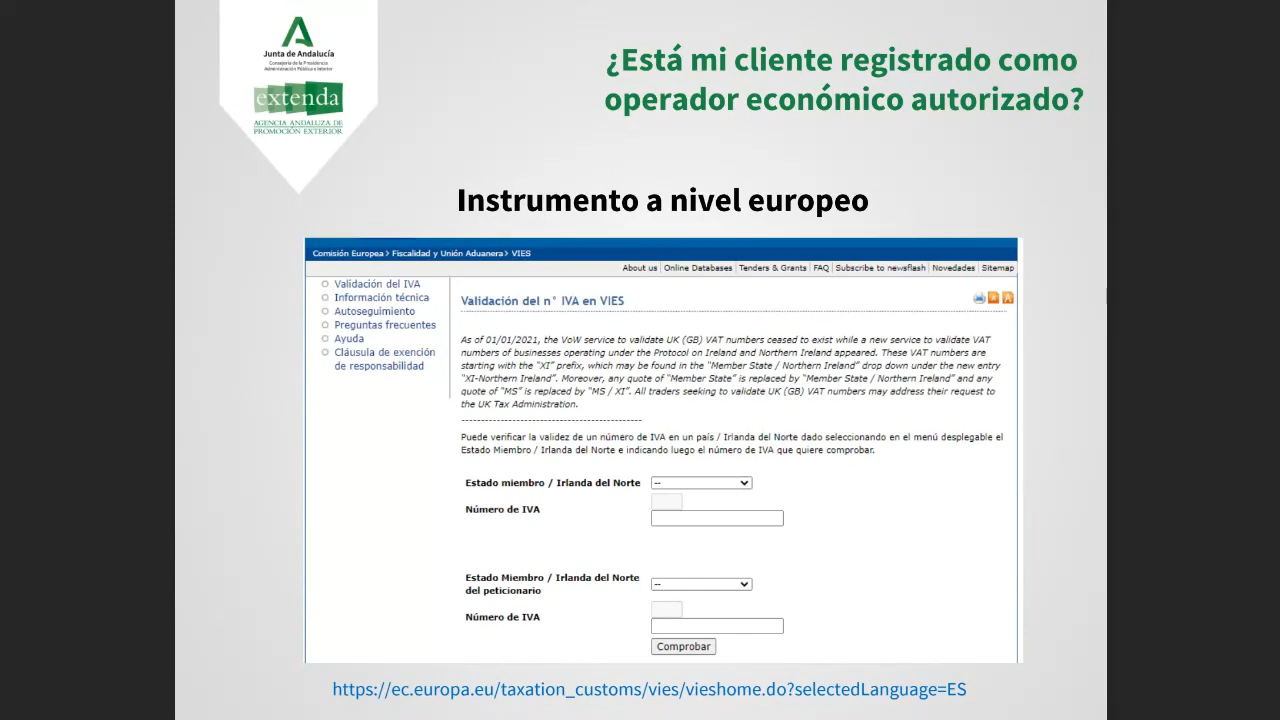 Junta de Andalucía
Consejería de la Presidencia
Administración Pública e Interior
extenda
AGENCIA ANDALUZA DE
PROMOCIÓN EXTERIOR
¿Está mi cliente registrado como
operador económico autorizado?
Instrumento a nivel europeo
Comisión Europea > Fiscalidad y Unión Aduanera > VIES
About us | Online Databases | Tenders & Grants | FAQ | Subscribe to newsflash | Novedades | Sitemap
Validación del IVA
Información técnica
Autoseguimiento
Preguntas frecuentes
Ayuda
Cláusula de exención
de responsabilidad
Validación del n° IVA en VIES
As of 01/01/2021, the VoW service to validate UK (GB) VAT numbers ceased to exist while a new service to validate VAT
numbers of businesses operating under the Protocol on Ireland and Northern Ireland appeared. These VAT numbers are
starting with the “XI” prefix, which may be found in the “Member State / Northern Ireland” drop down under the new entry
“XI-Northern Ireland”. Moreover, any quote of “Member State” is replaced by “Member State / Northern Ireland” and any
quote of “MS” is replaced by “MS / XI”. All traders seeking to validate UK (GB) VAT numbers may address their request to
the UK Tax Administration.
--------------------------------------------
Puede verificar la validez de un número de IVA en un país / Irlanda del Norte dado seleccionando en el menú desplegable el
Estado Miembro / Irlanda del Norte e indicando luego el número de IVA que quiere comprobar.
Estado miembro / Irlanda del Norte --
Número de IVA
Estado Miembro / Irlanda del Norte
del peticionario --
Número de IVA
Comprobar
https://ec.europa.eu/taxation_customs/vies/vieshome.do?selectedLanguage=ES